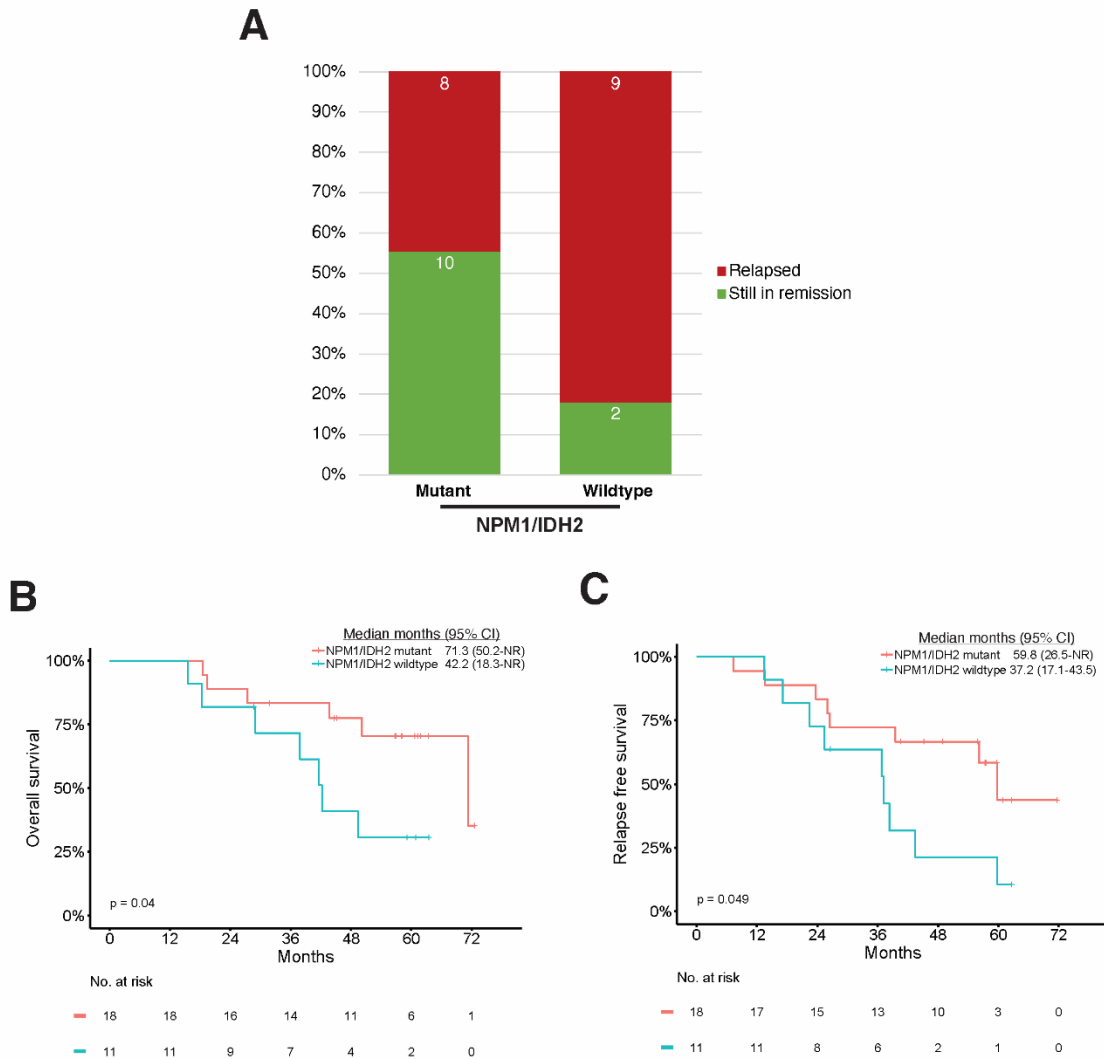 A
100%
90%
80%
70%
60%
50%
40%
30%
20%
10%
0%
8
9
10
2
Relapsed
Still in remission
Mutant
Wildtype
NPM1/IDH2
B
Median months (95% CI)
NPM1/IDH2 mutant 71.3 (50.2-NR)
NPM1/IDH2 wildtype 42.2 (18.3-NR)
100%
75%
50%
25%
0%
Overall survival
p = 0.04
0 12 24 36 48 60 72
Months
No. at risk
18 18 16 14 11 6 1
11 11 9 7 4 2 0
C
Median months (95% CI)
NPM1/IDH2 mutant 59.8 (26.5-NR)
NPM1/IDH2 wildtype 37.2 (17.1-43.5)
100%
75%
50%
25%
0%
Relapse free survival
p = 0.049
0 12 24 36 48 60 72
Months
No. at risk
18 17 15 13 10 3 0
11 11 8 6 2 1 0